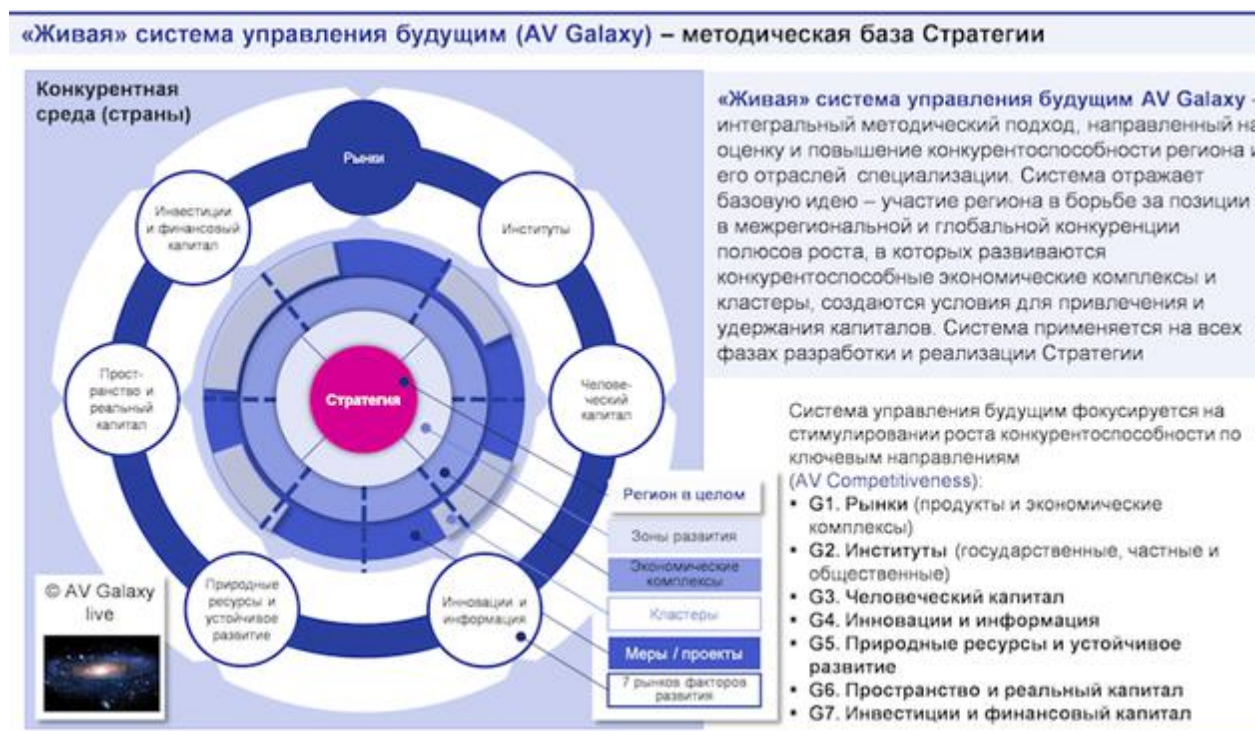 «Живая» система управления будущим (AV Galaxy) – методическая база Стратегии
Конкурентная
среда (страны)
Рынки
Инвестиции
и финансовый
капитал
Институты
Прост-
ранство и
реальный
капитал
Стратегия
Челове-
ческий
капитал
Природные
ресурсы и
устойчивое
развитие
Инновации и
информация
© AV Galaxy
live
Регион в целом
Зоны развития
Экономические
комплексы
Кластеры
Меры / проекты
7 рынков факторов
развития
«Живая» система управления будущим AV Galaxy -
интегральный методический подход, направленный на
оценку и повышение конкурентоспособности региона и
его отраслей специализации. Система отражает
базовую идею – участие региона в борьбе за позиции
в межрегиональной и глобальной конкуренции
полюсов роста, в которых развиваются
конкурентоспособные экономические комплексы и
кластеры, создаются условия для привлечения и
удержания капиталов. Система применяется на всех
фазах разработки и реализации Стратегии
Система управления будущим фокусируется на
стимулировании роста конкурентоспособности по
ключевым направлениям
(AV Competitiveness):
▪ G1. Рынки (продукты и экономические
комплексы)
▪ G2. Институты (государственные, частные и
общественные)
▪ G3. Человеческий капитал
▪ G4. Инновации и информация
▪ G5. Природные ресурсы и устойчивое
развитие
▪ G6. Пространство и реальный капитал
▪ G7. Инвестиции и финансовый капитал